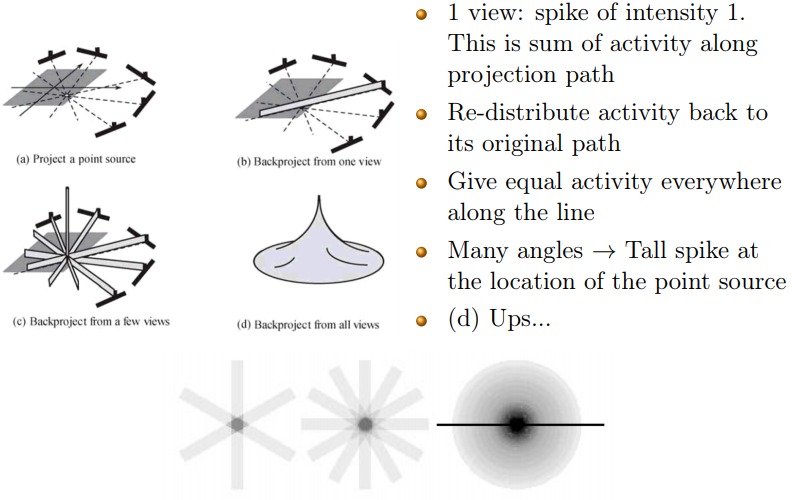 (a) Project a point source
(b) Backproject from one view
(c) Backproject from a few views
(d) Backproject from all views
1 view: spike of intensity 1.
This is sum of activity along
projection path
Re-distribute activity back to
its original path
Give equal activity everywhere
along the line
Many angles → Tall spike at
the location of the point source
(d) Ups...